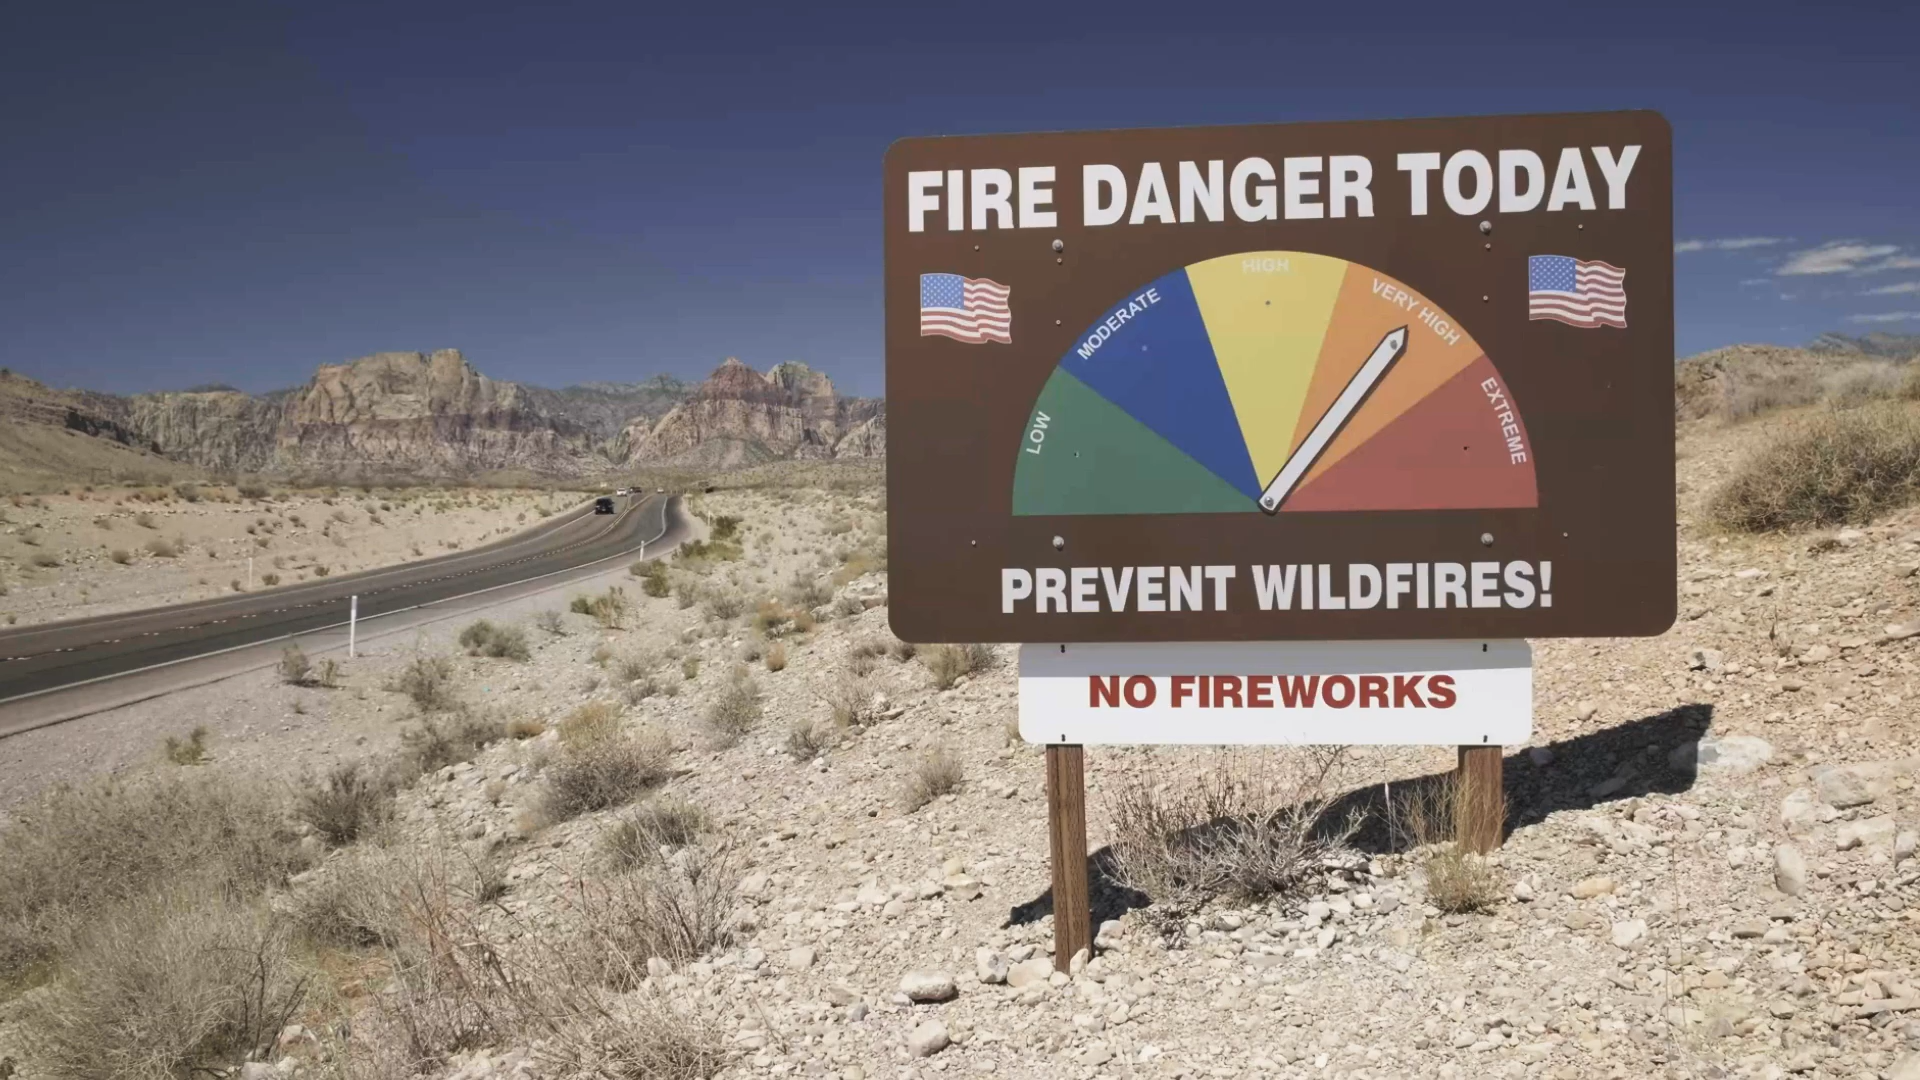 FIRE DANGER TODAY
LOW
MODERATE
HIGH
VERY HIGH
EXTREME
PREVENT WILDFIRES!
NO FIREWORKS